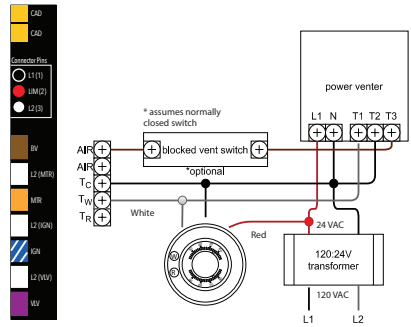 CAD
CAD
Connector Pins
L1 (1)
LIM (2)
L2 (3)
BV
L2 (MTR)
MTR
L2 (IGN)
IGN
L2 (VLV)
VLV
* assumes normally
closed switch
power venter
L1 N T1 T2 T3
AIR
blocked vent switch
AIR
*optional
TC
TW
TR
White
Red
W
R
24 VAC
120:24V
transformer
120 VAC
L1 L2